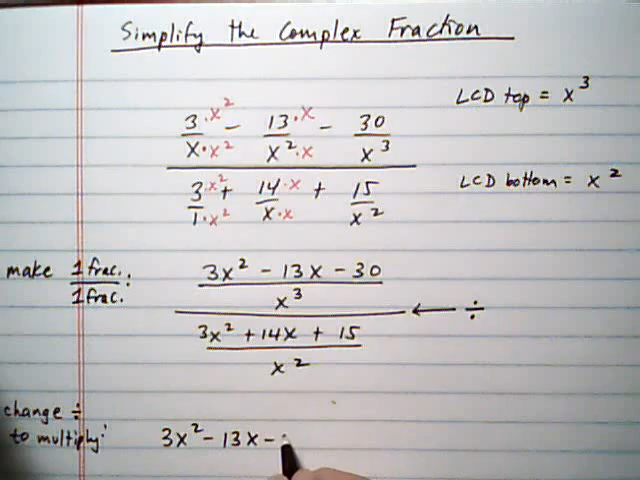 Simplify the Complex Fraction
LCD top = x³
3·x² / x·x² − 13·x / x²·x − 30 / x³
LCD bottom = x²
3·x² / 1·x² + 14·x / x·x + 15 / x²
make 1 frac. / 1 frac. :
3x² − 13x − 30
x³
← ÷
3x² + 14x + 15
x²
change ÷
to multiply:
3x² − 13x −